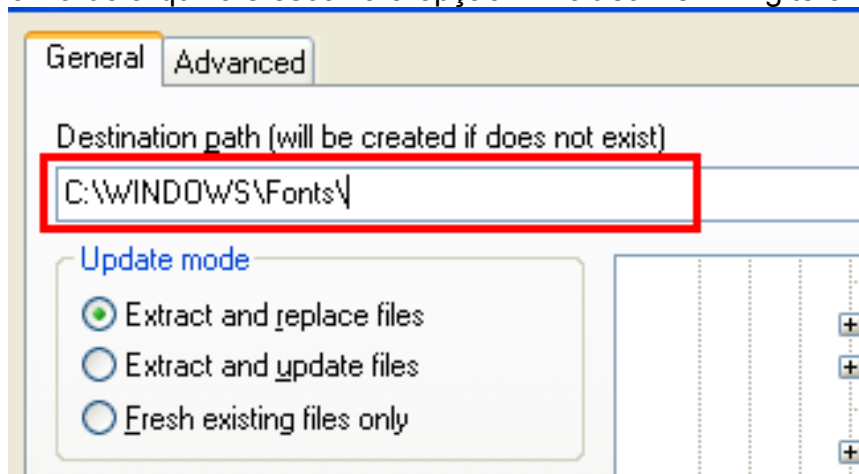 General Advanced
Destination path (will be created if does not exist)
C:\WINDOWS\Fonts\
Update mode
Extract and replace files
Extract and update files
Fresh existing files only